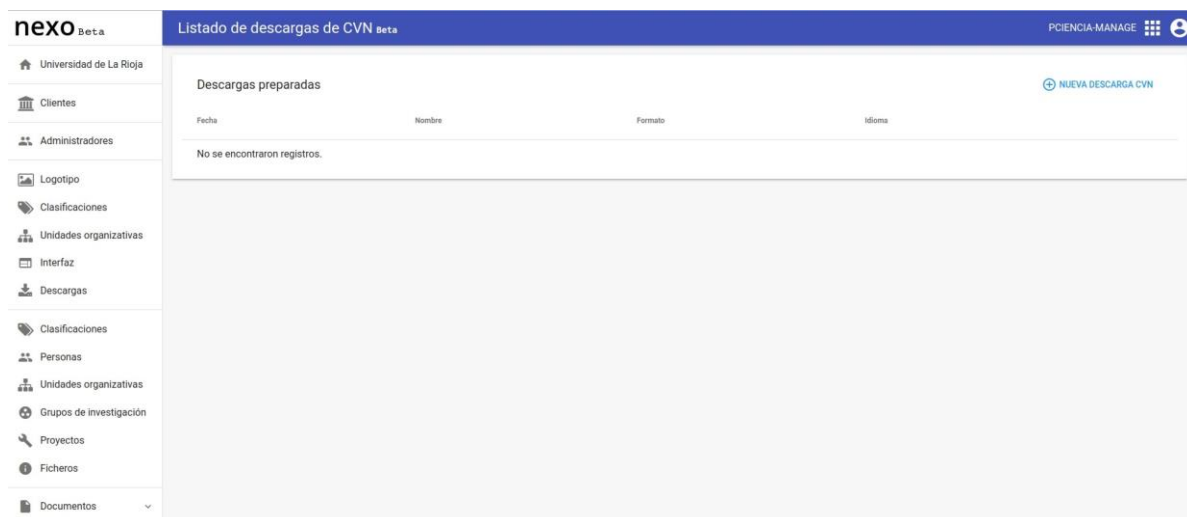 nexo Beta
Listado de descargas de CVN Beta
PCIENCIA-MANAGE
Universidad de La Rioja
Clientes
Administradores
Logotipo
Clasificaciones
Unidades organizativas
Interfaz
Descargas
Clasificaciones
Personas
Unidades organizativas
Grupos de investigación
Proyectos
Ficheros
Documentos
Descargas preparadas
NUEVA DESCARGA CVN
Fecha Nombre Formato Idioma
No se encontraron registros.